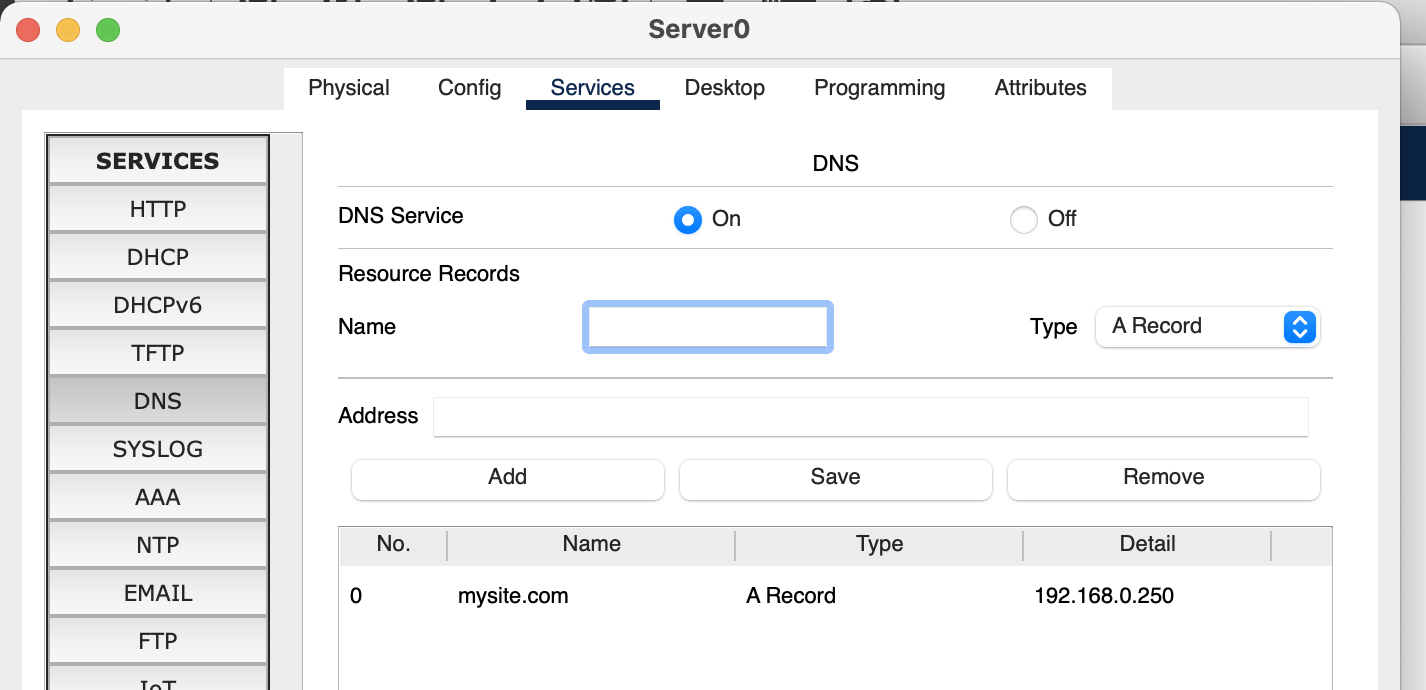 Server0
Physical Config Services Desktop Programming Attributes
SERVICES
HTTP
DHCP
DHCPv6
TFTP
DNS
SYSLOG
AAA
NTP
EMAIL
FTP
IoT
DNS
DNS Service On Off
Resource Records
Name Type A Record
Address
Add Save Remove
No. Name Type Detail
0 mysite.com A Record 192.168.0.250